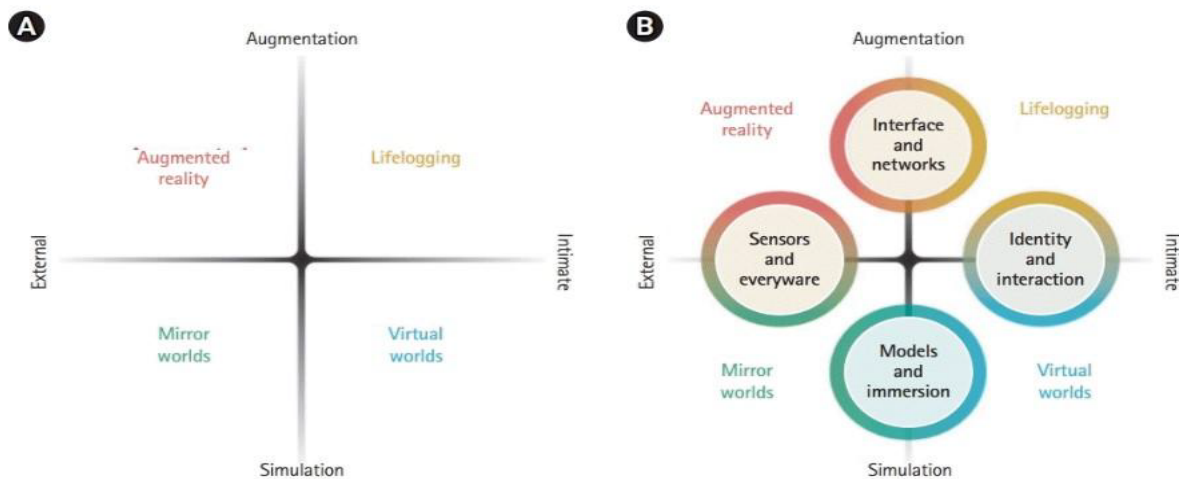 A
Augmentation
Augmented
reality
Lifelogging
External
Intimate
Mirror
worlds
Virtual
worlds
Simulation
B
Augmentation
Augmented
reality
Interface
and
networks
Lifelogging
External
Sensors
and
everyware
Identity
and
interaction
Intimate
Mirror
worlds
Models
and
immersion
Virtual
worlds
Simulation